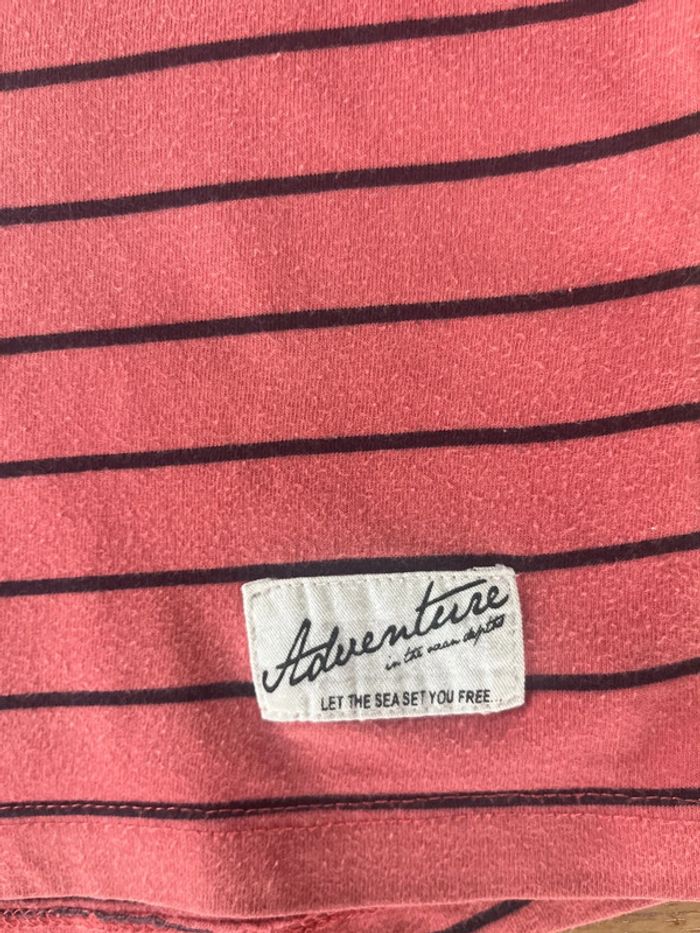 Adventure
in the ocean depths
LET THE SEA SET YOU FREE...